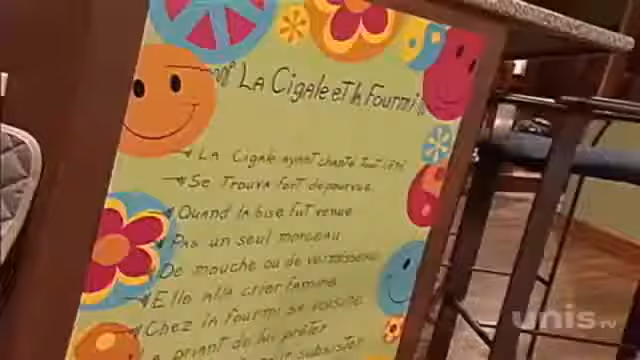 La Cigale et la Fourmi
La Cigale ayant chanté tout l'été
Se Trouva fort dépourvue
Quand la bise fut venue
Pas un seul morceau
De mouche ou de vermisseau
Elle alla crier famine
Chez la fourmi sa voisine
La priant de lui prêter
pour subsister
unis tv